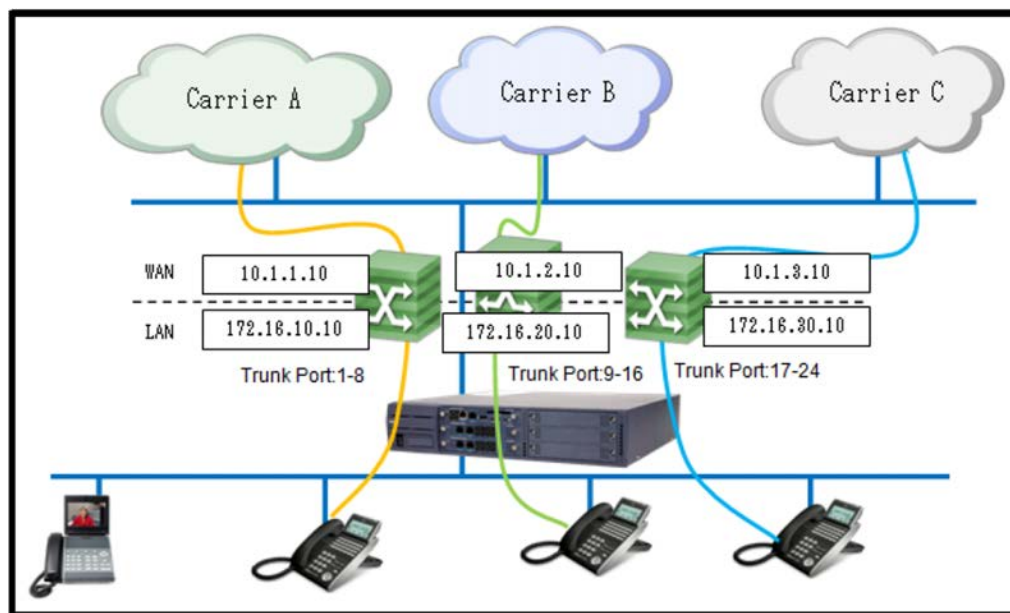 Carrier A
Carrier B
Carrier C
WAN
10.1.1.10
10.1.2.10
10.1.3.10
LAN
172.16.10.10
172.16.20.10
172.16.30.10
Trunk Port:1-8
Trunk Port:9-16
Trunk Port:17-24